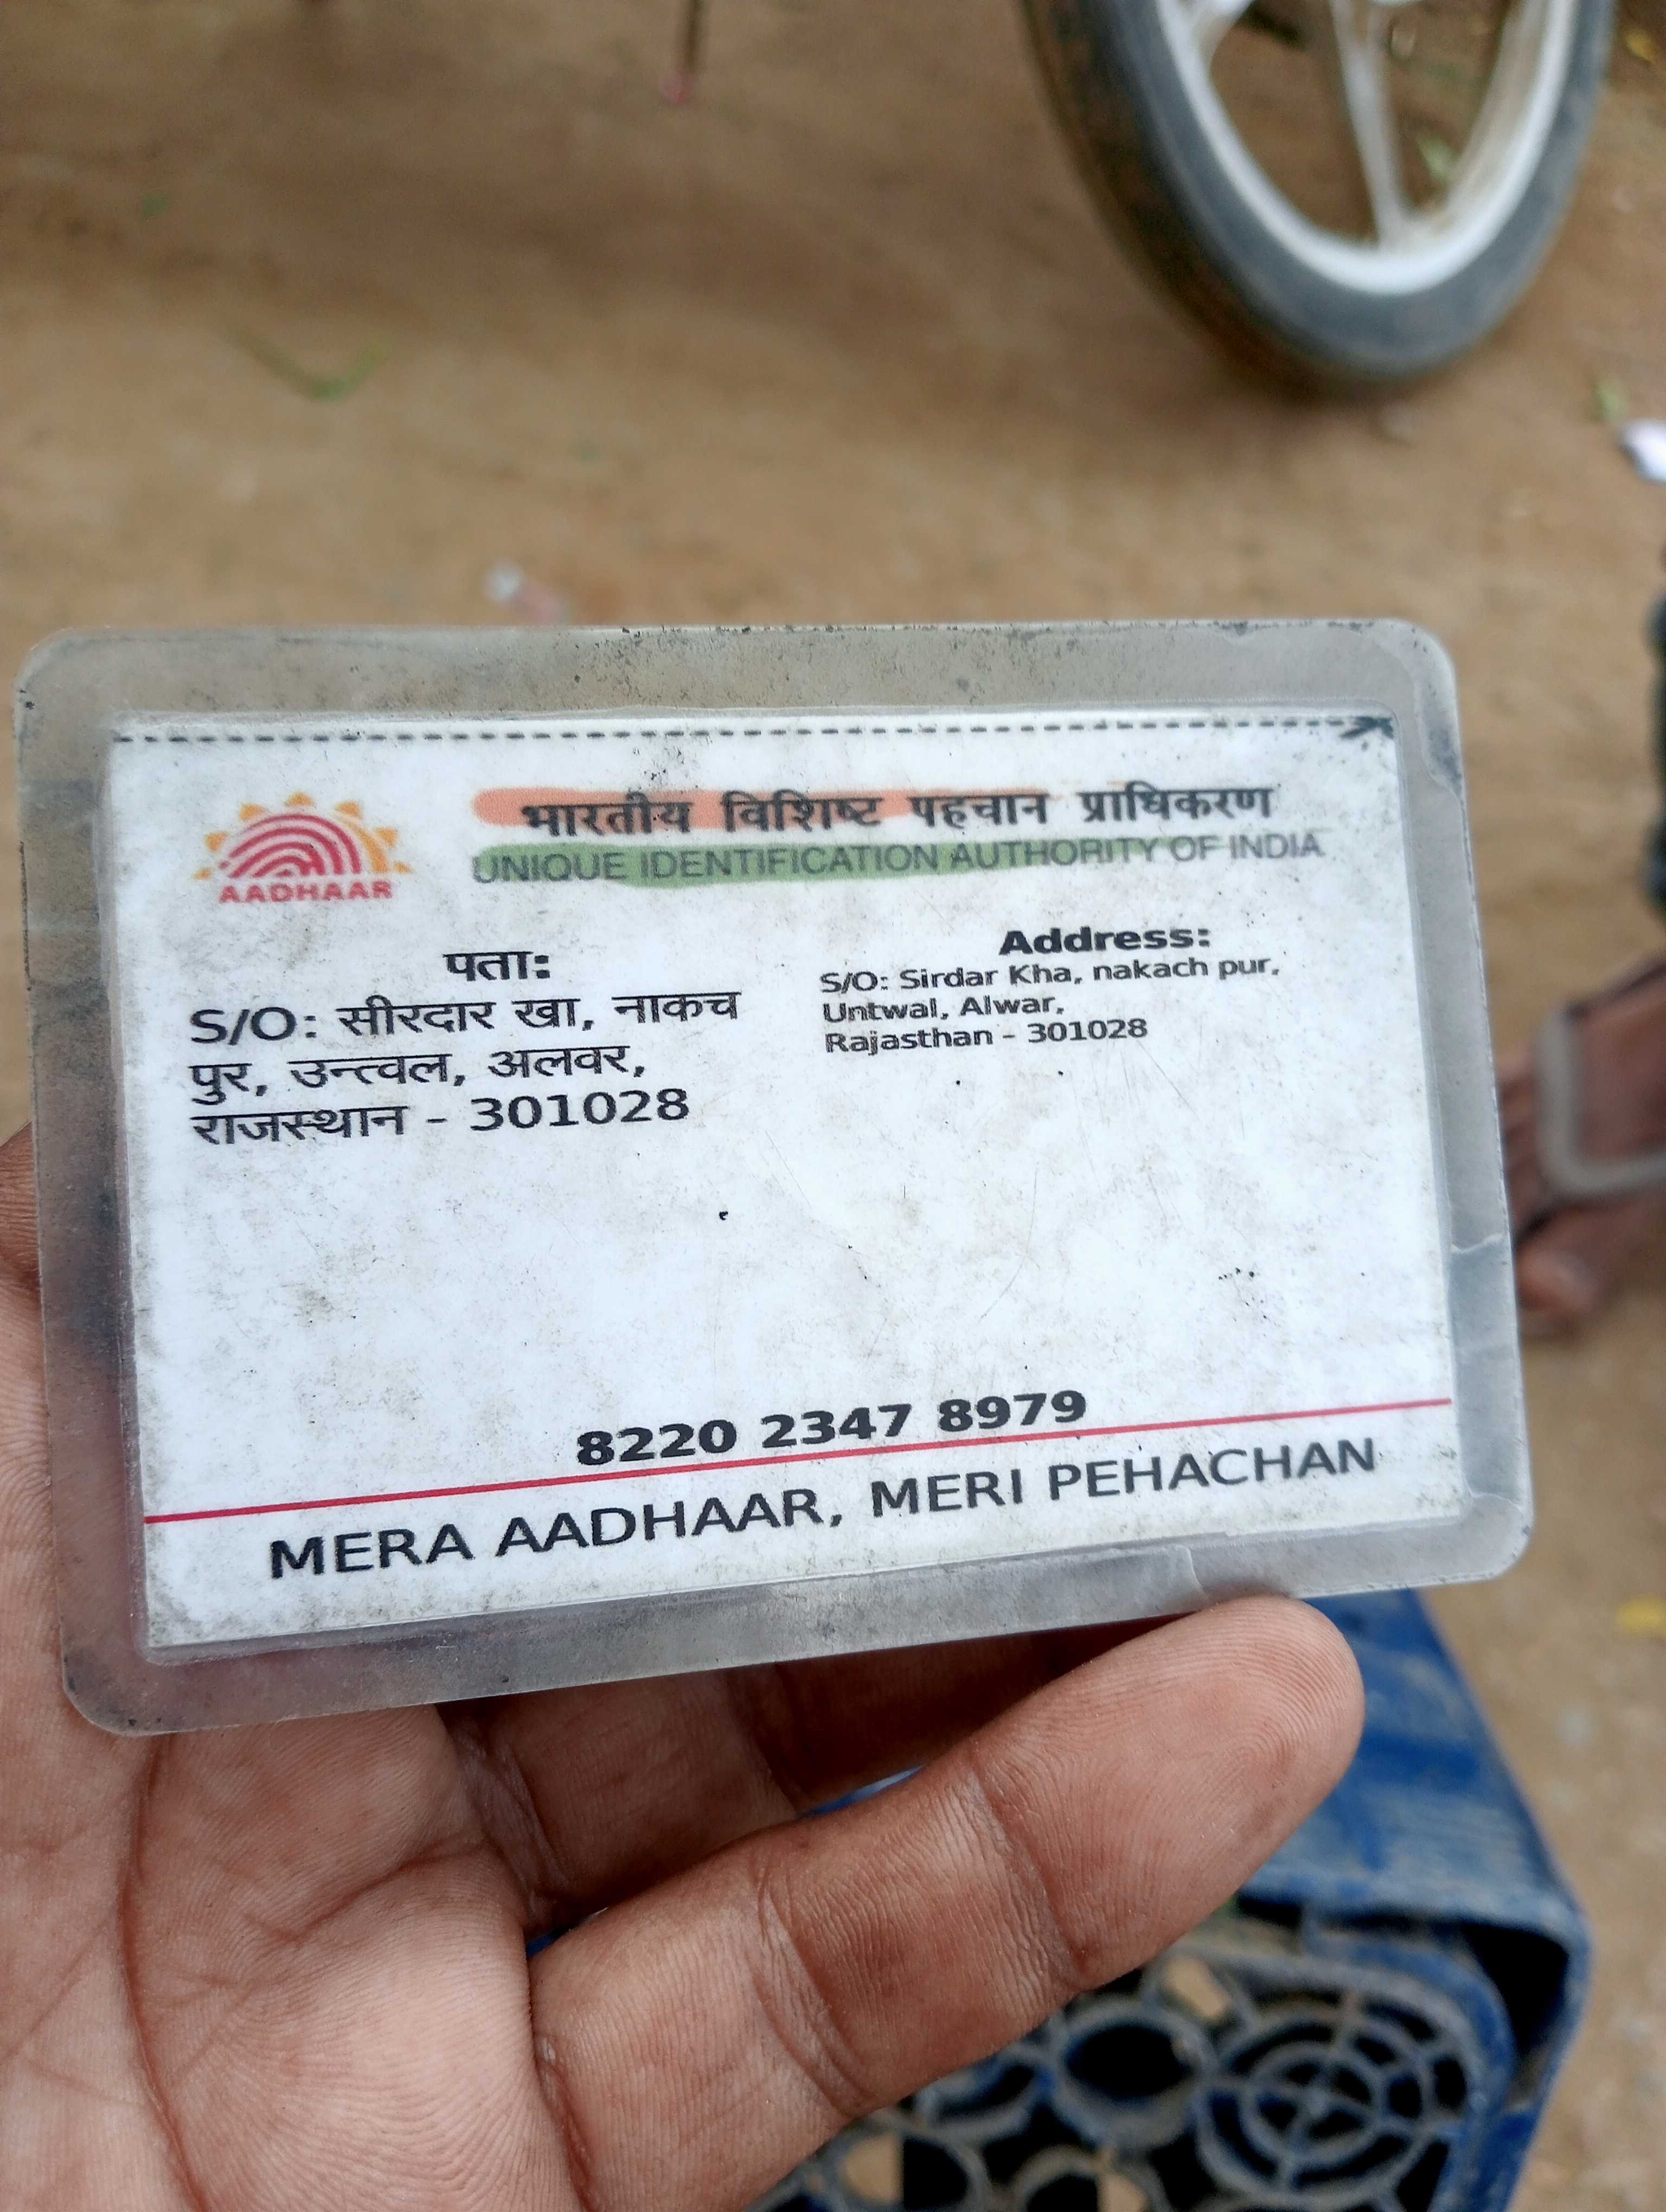 भारतीय विशिष्ट पहचान प्राधिकरण
UNIQUE IDENTIFICATION AUTHORITY OF INDIA
AADHAAR
पता:
S/O: सीरदार खा, नाकच
पुर, उन्त्वल, अलवर,
राजस्थान - 301028
Address:
S/O: Sirdar Kha, nakach pur,
Untwal, Alwar,
Rajasthan - 301028
8220 2347 8979
MERA AADHAAR, MERI PEHACHAN